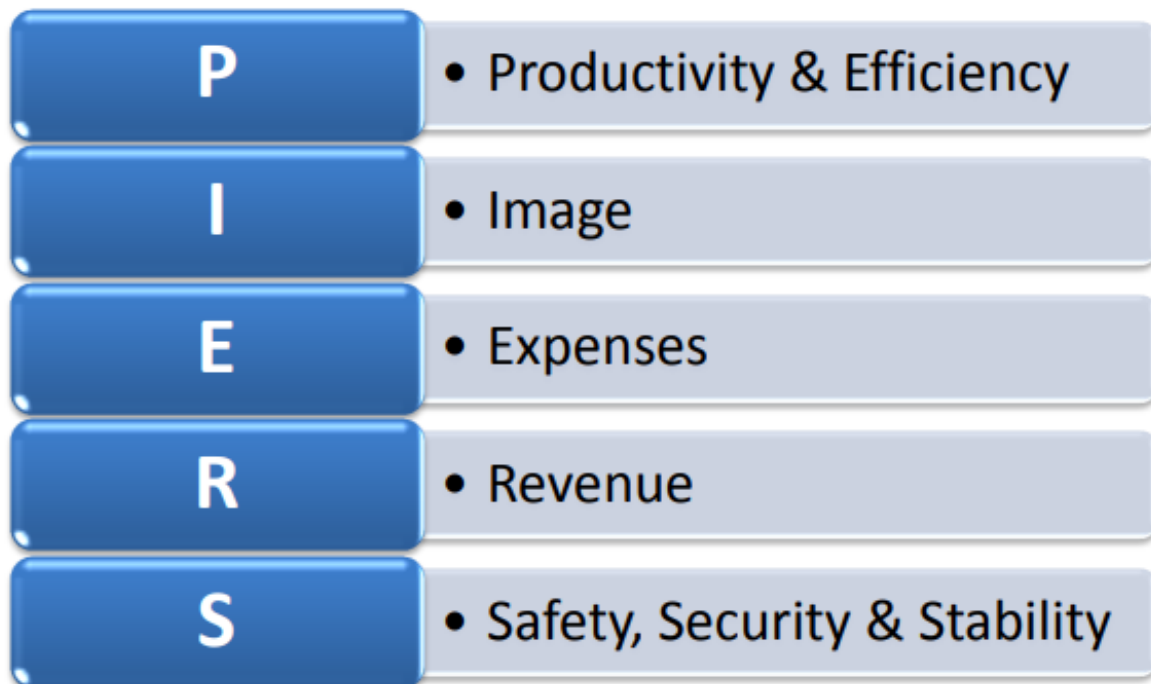 P
• Productivity & Efficiency
I
• Image
E
• Expenses
R
• Revenue
S
• Safety, Security & Stability